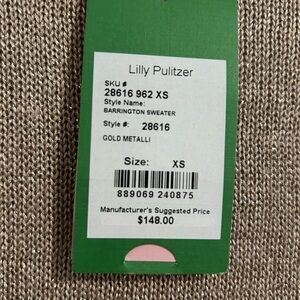 Lilly Pulitzer
SKU #
28616 962 XS
Style Name:
BARRINGTON SWEATER
Style #: 28616
GOLD METALLI
Size: XS
889069 240875
Manufacturer's Suggested Price
$148.00